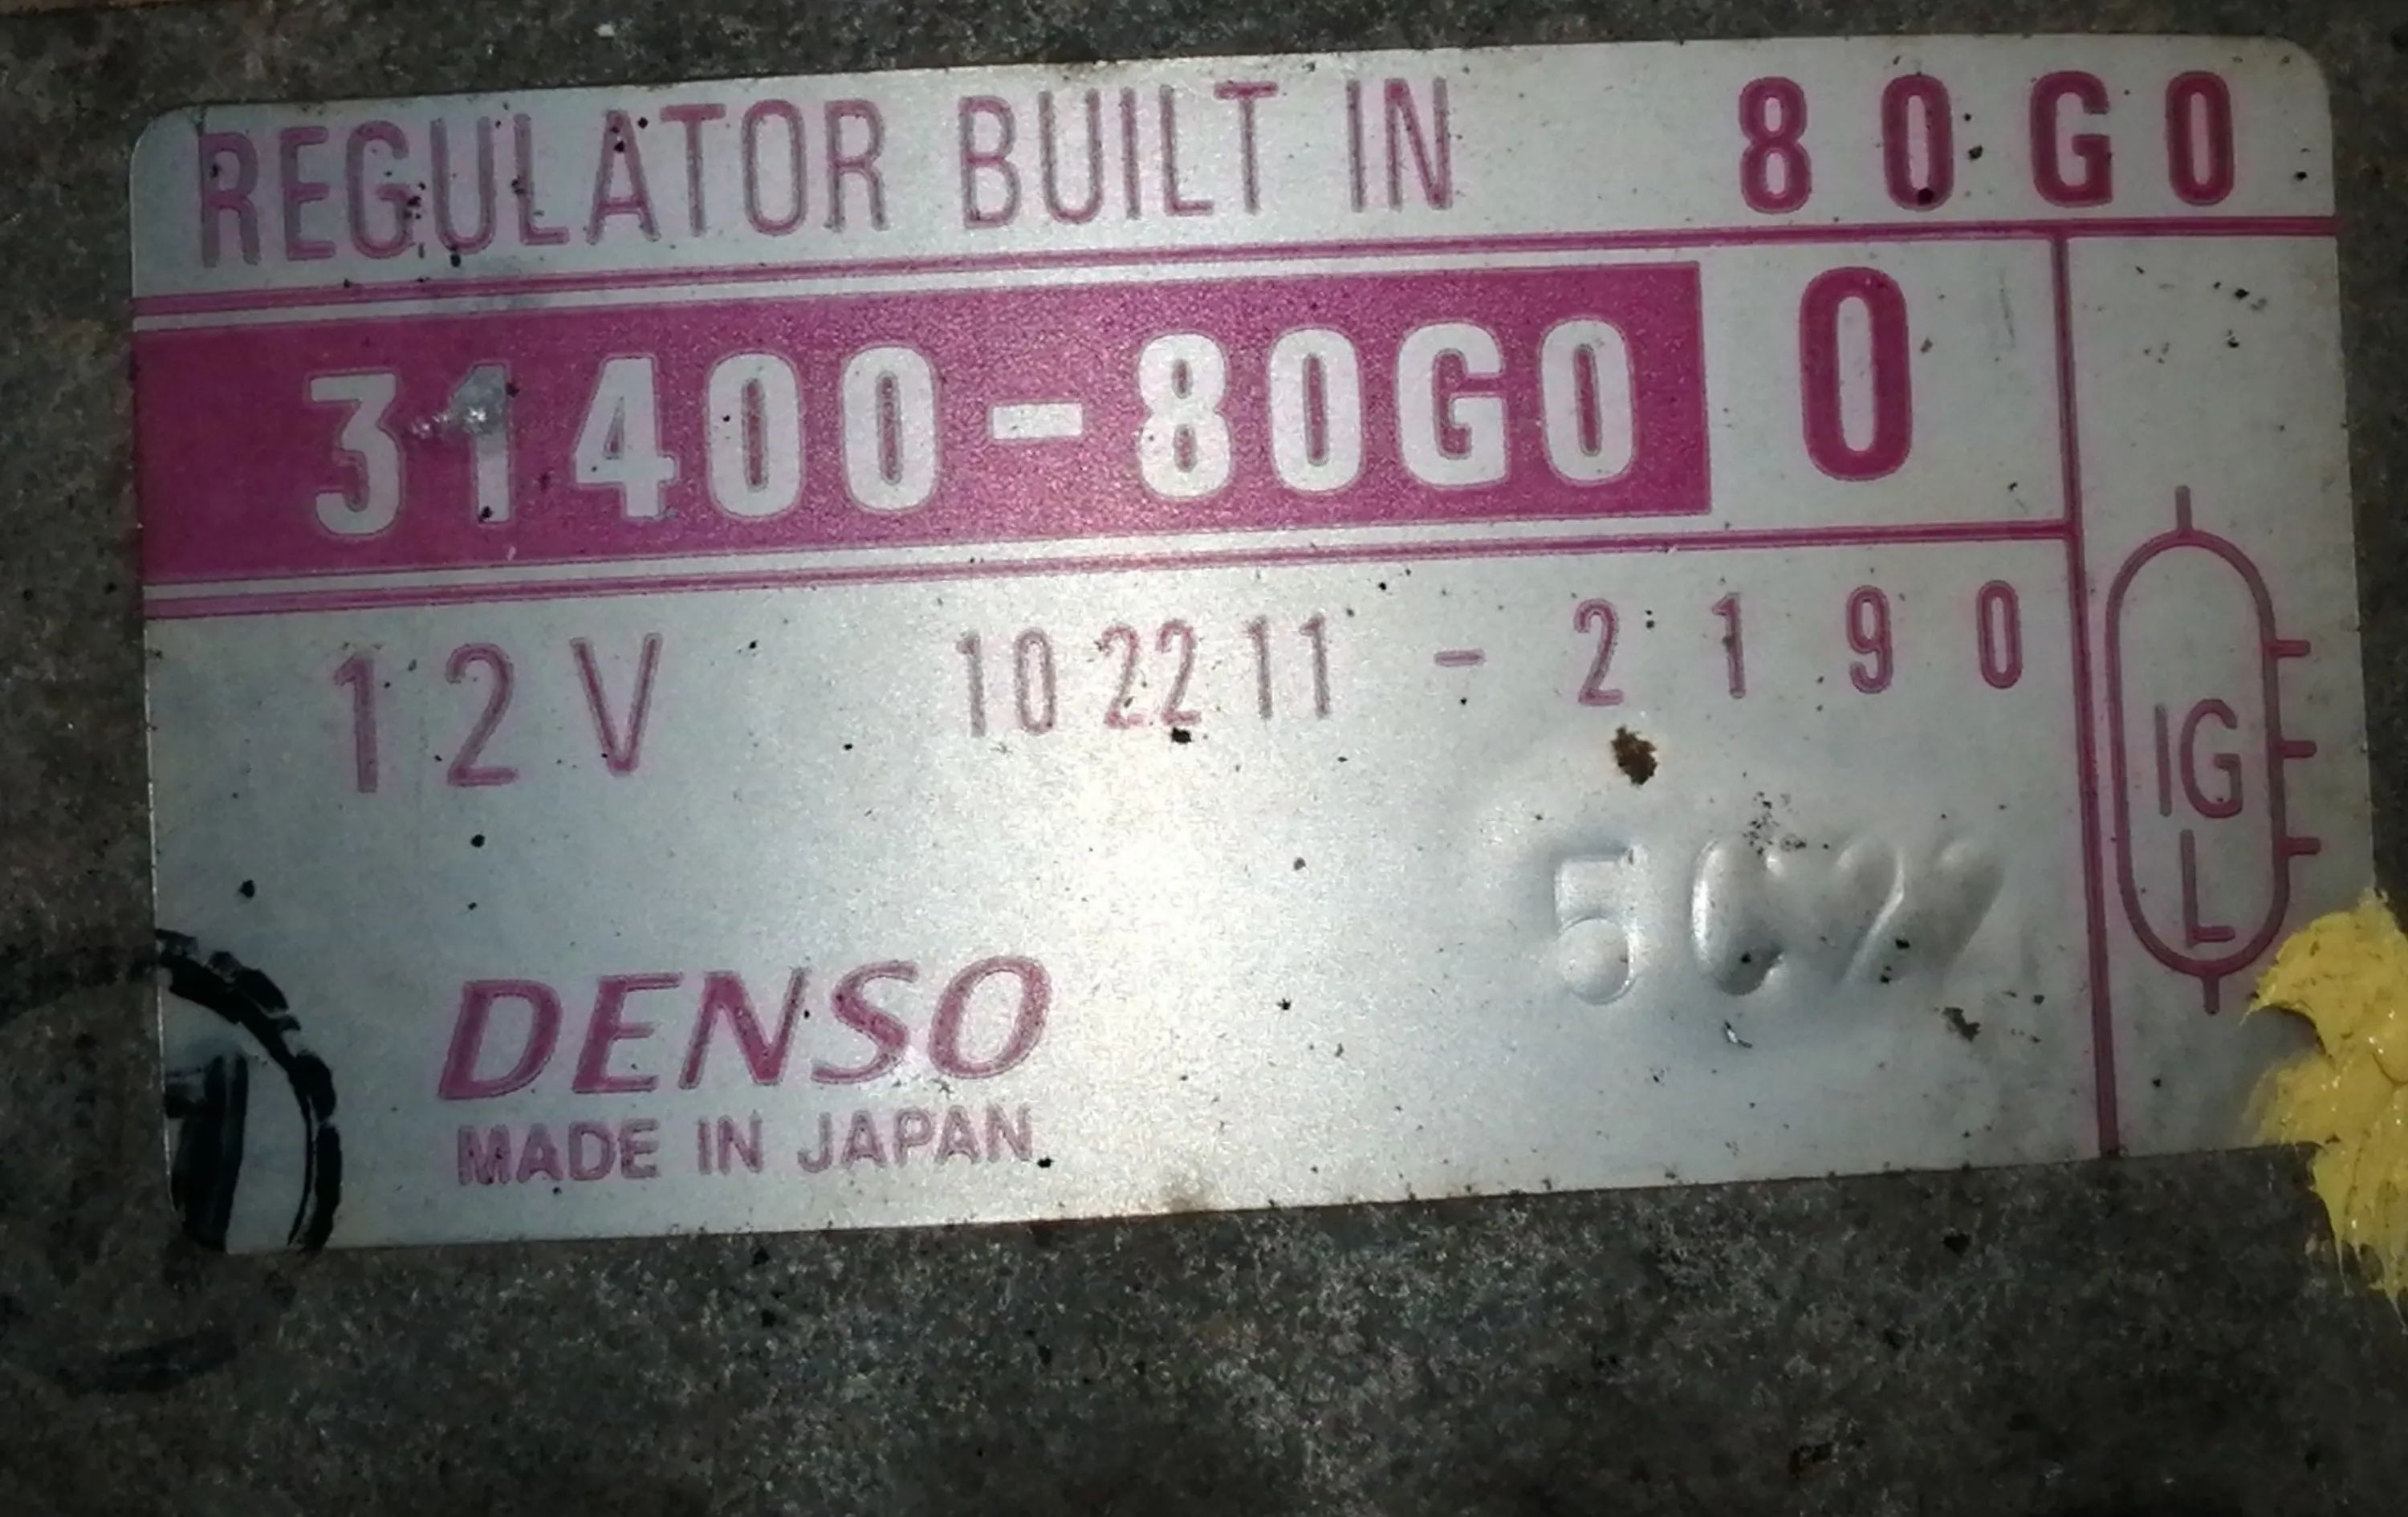 REGULATOR BUILT IN 80G0
31400-80G0 0
12V 102211-2190
IG
L
DENSO
MADE IN JAPAN